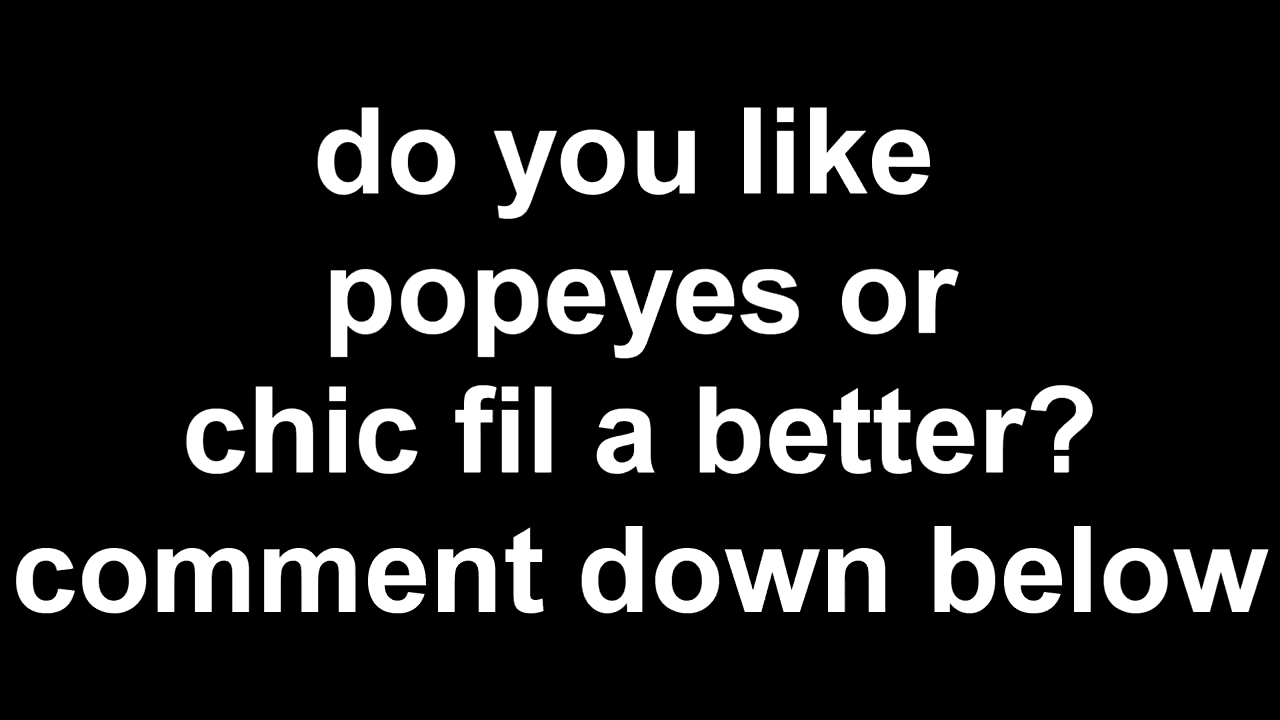 do you like
popeyes or
chic fil a better?
comment down below